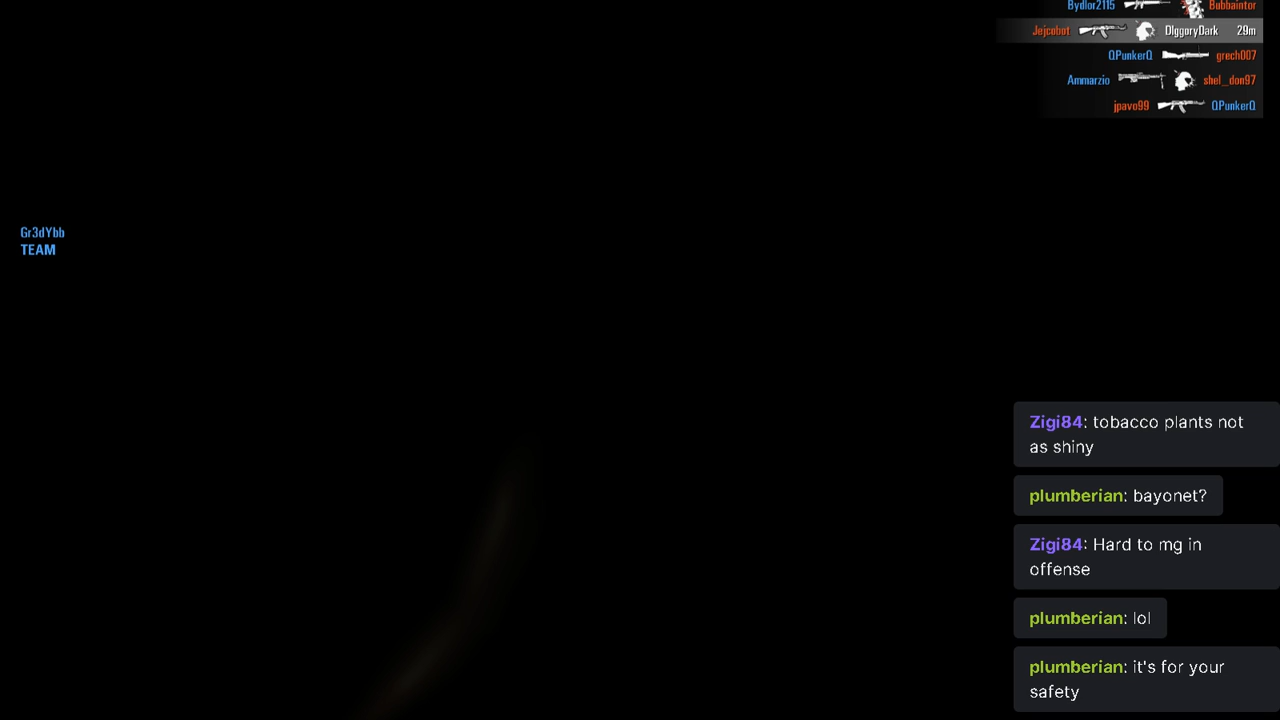 Bydlor2115 Bubbaintor
Jejcobot DIggoryDark 29m
QPunkerQ grech007
Ammarzio shel_don97
jpavo99 QPunkerQ
Gr3dYbb
TEAM
Zigi84: tobacco plants not
as shiny
plumberian: bayonet?
Zigi84: Hard to mg in
offense
plumberian: lol
plumberian: it's for your
safety